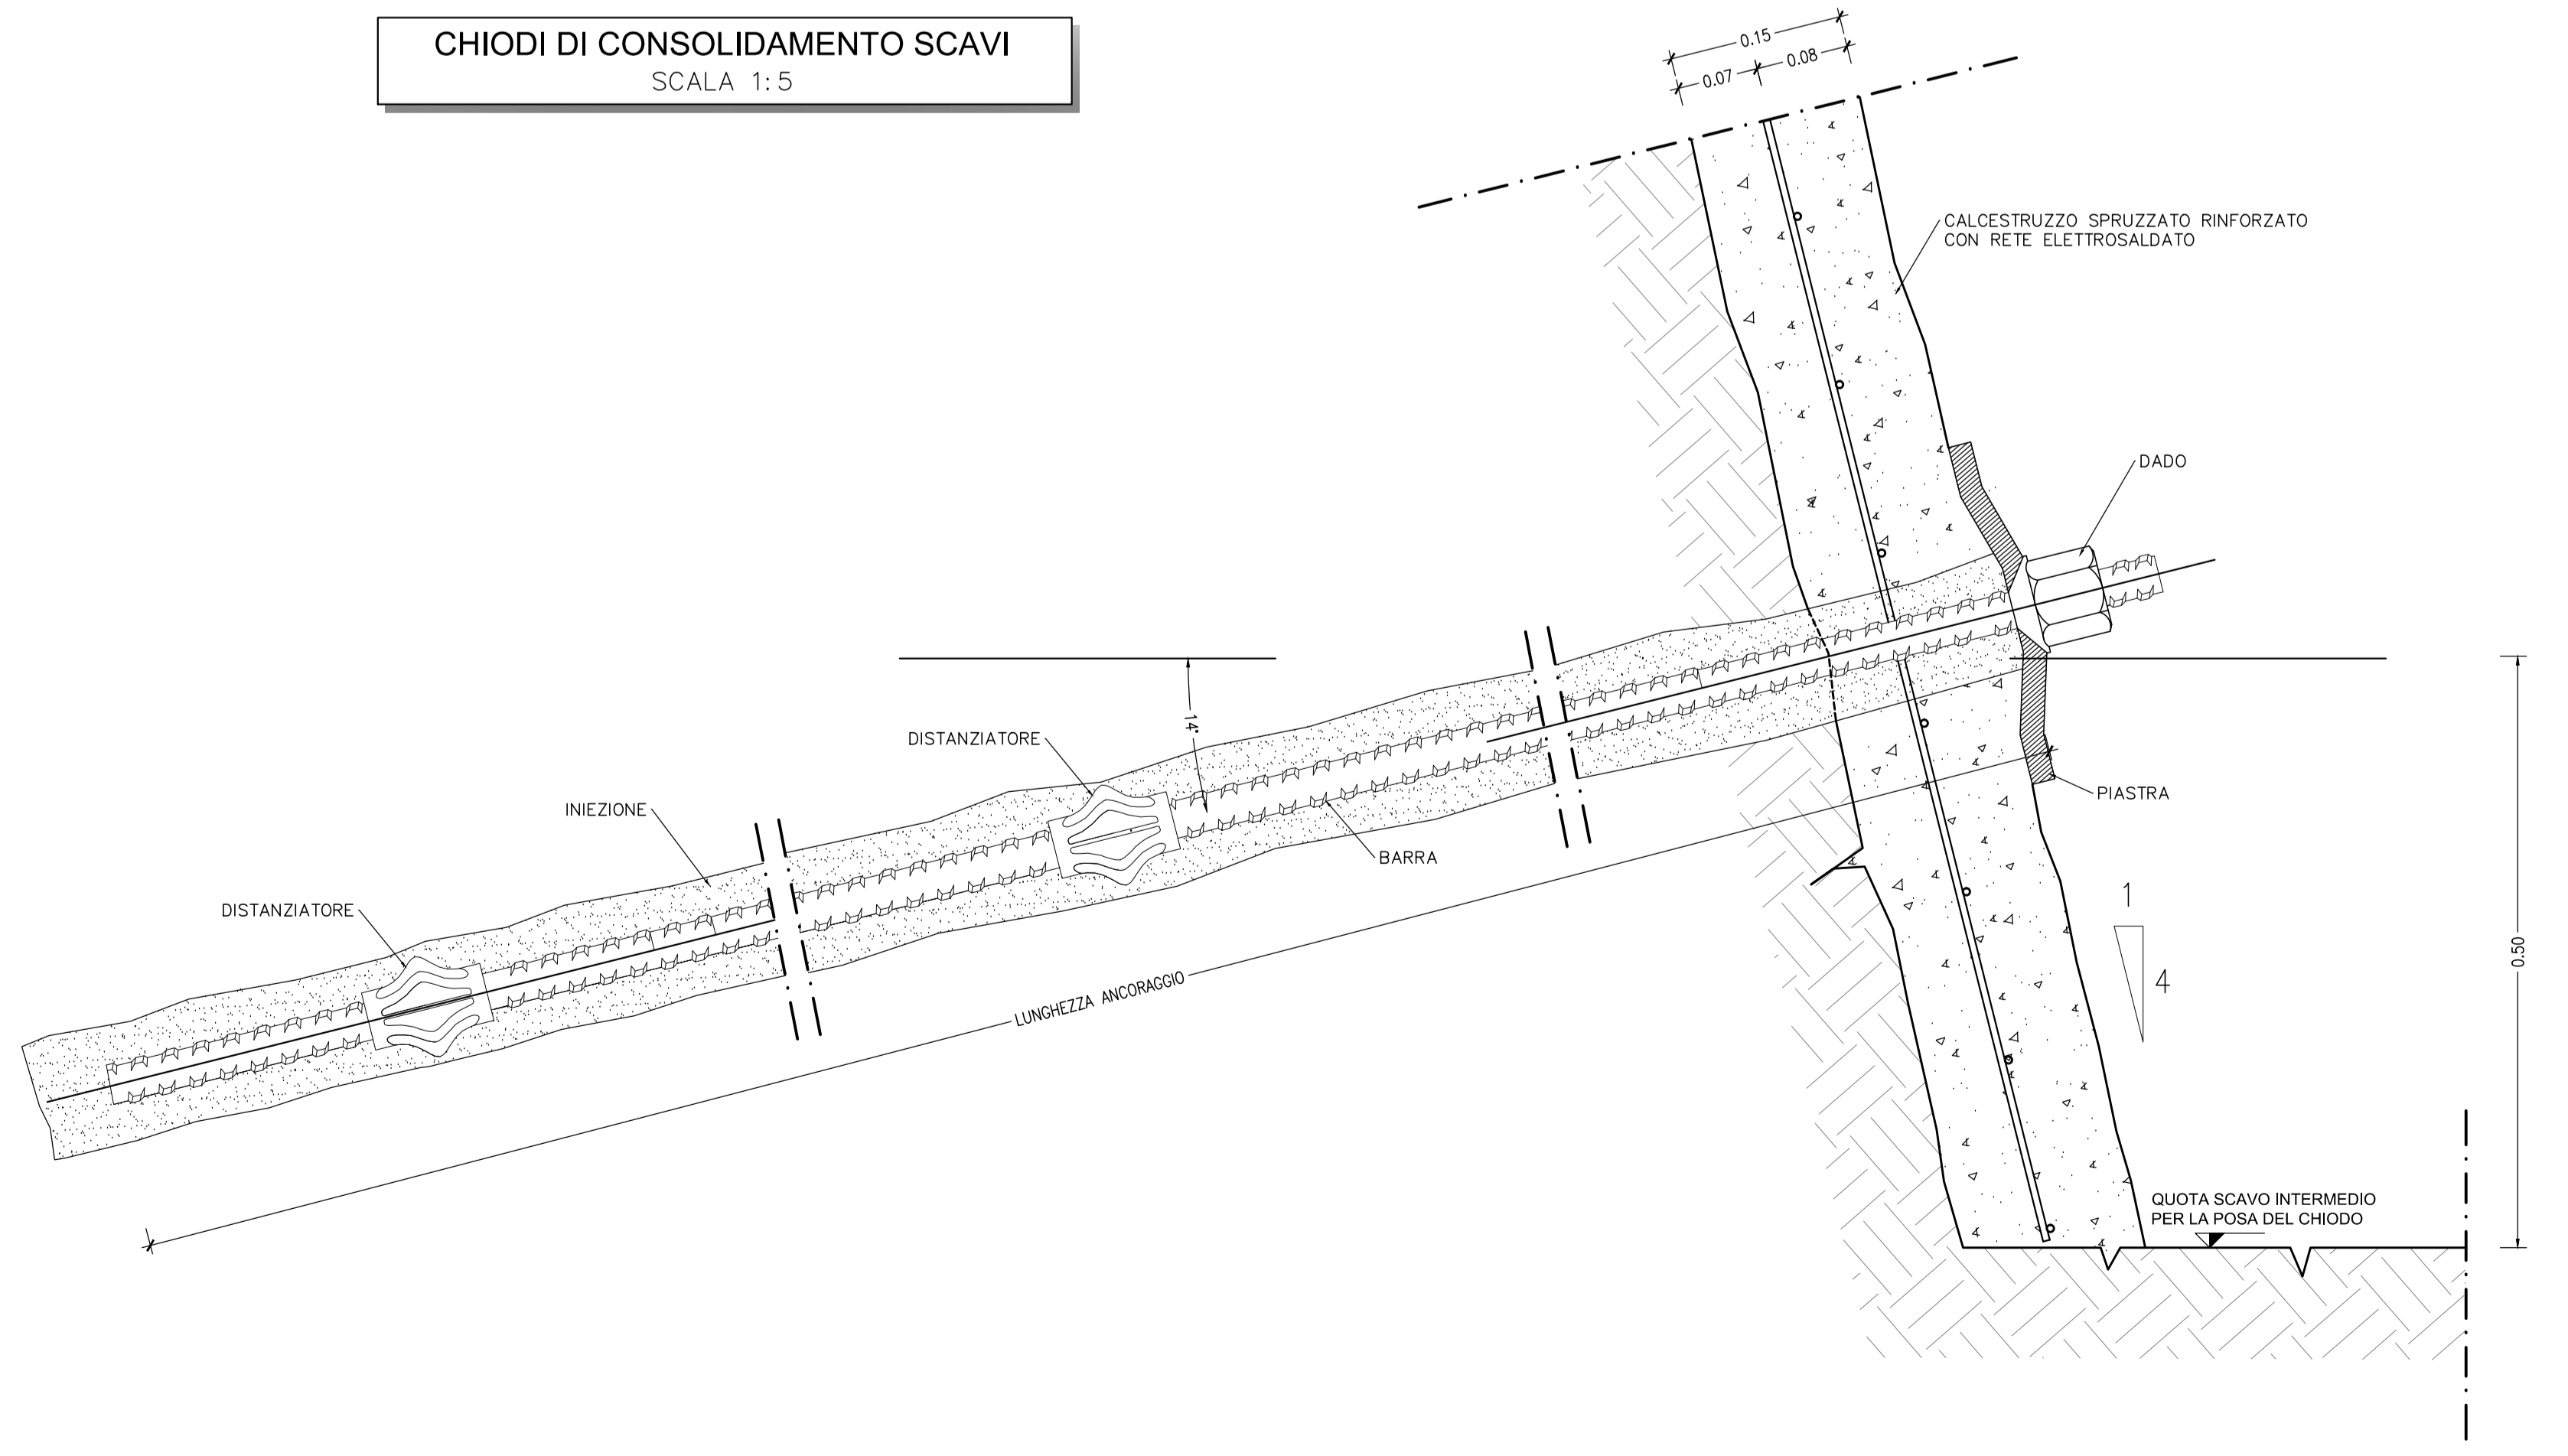 CHIODI DI CONSOLIDAMENTO SCAVI
SCALA 1:5
0.15
0.07
0.08
CALCESTRUZZO SPRUZZATO RINFORZATO
CON RETE ELETTROSALDATO
DADO
14°
DISTANZIATORE
INIEZIONE
PIASTRA
BARRA
DISTANZIATORE
1
4
LUNGHEZZA ANCORAGGIO
0.50
QUOTA SCAVO INTERMEDIO
PER LA POSA DEL CHIODO